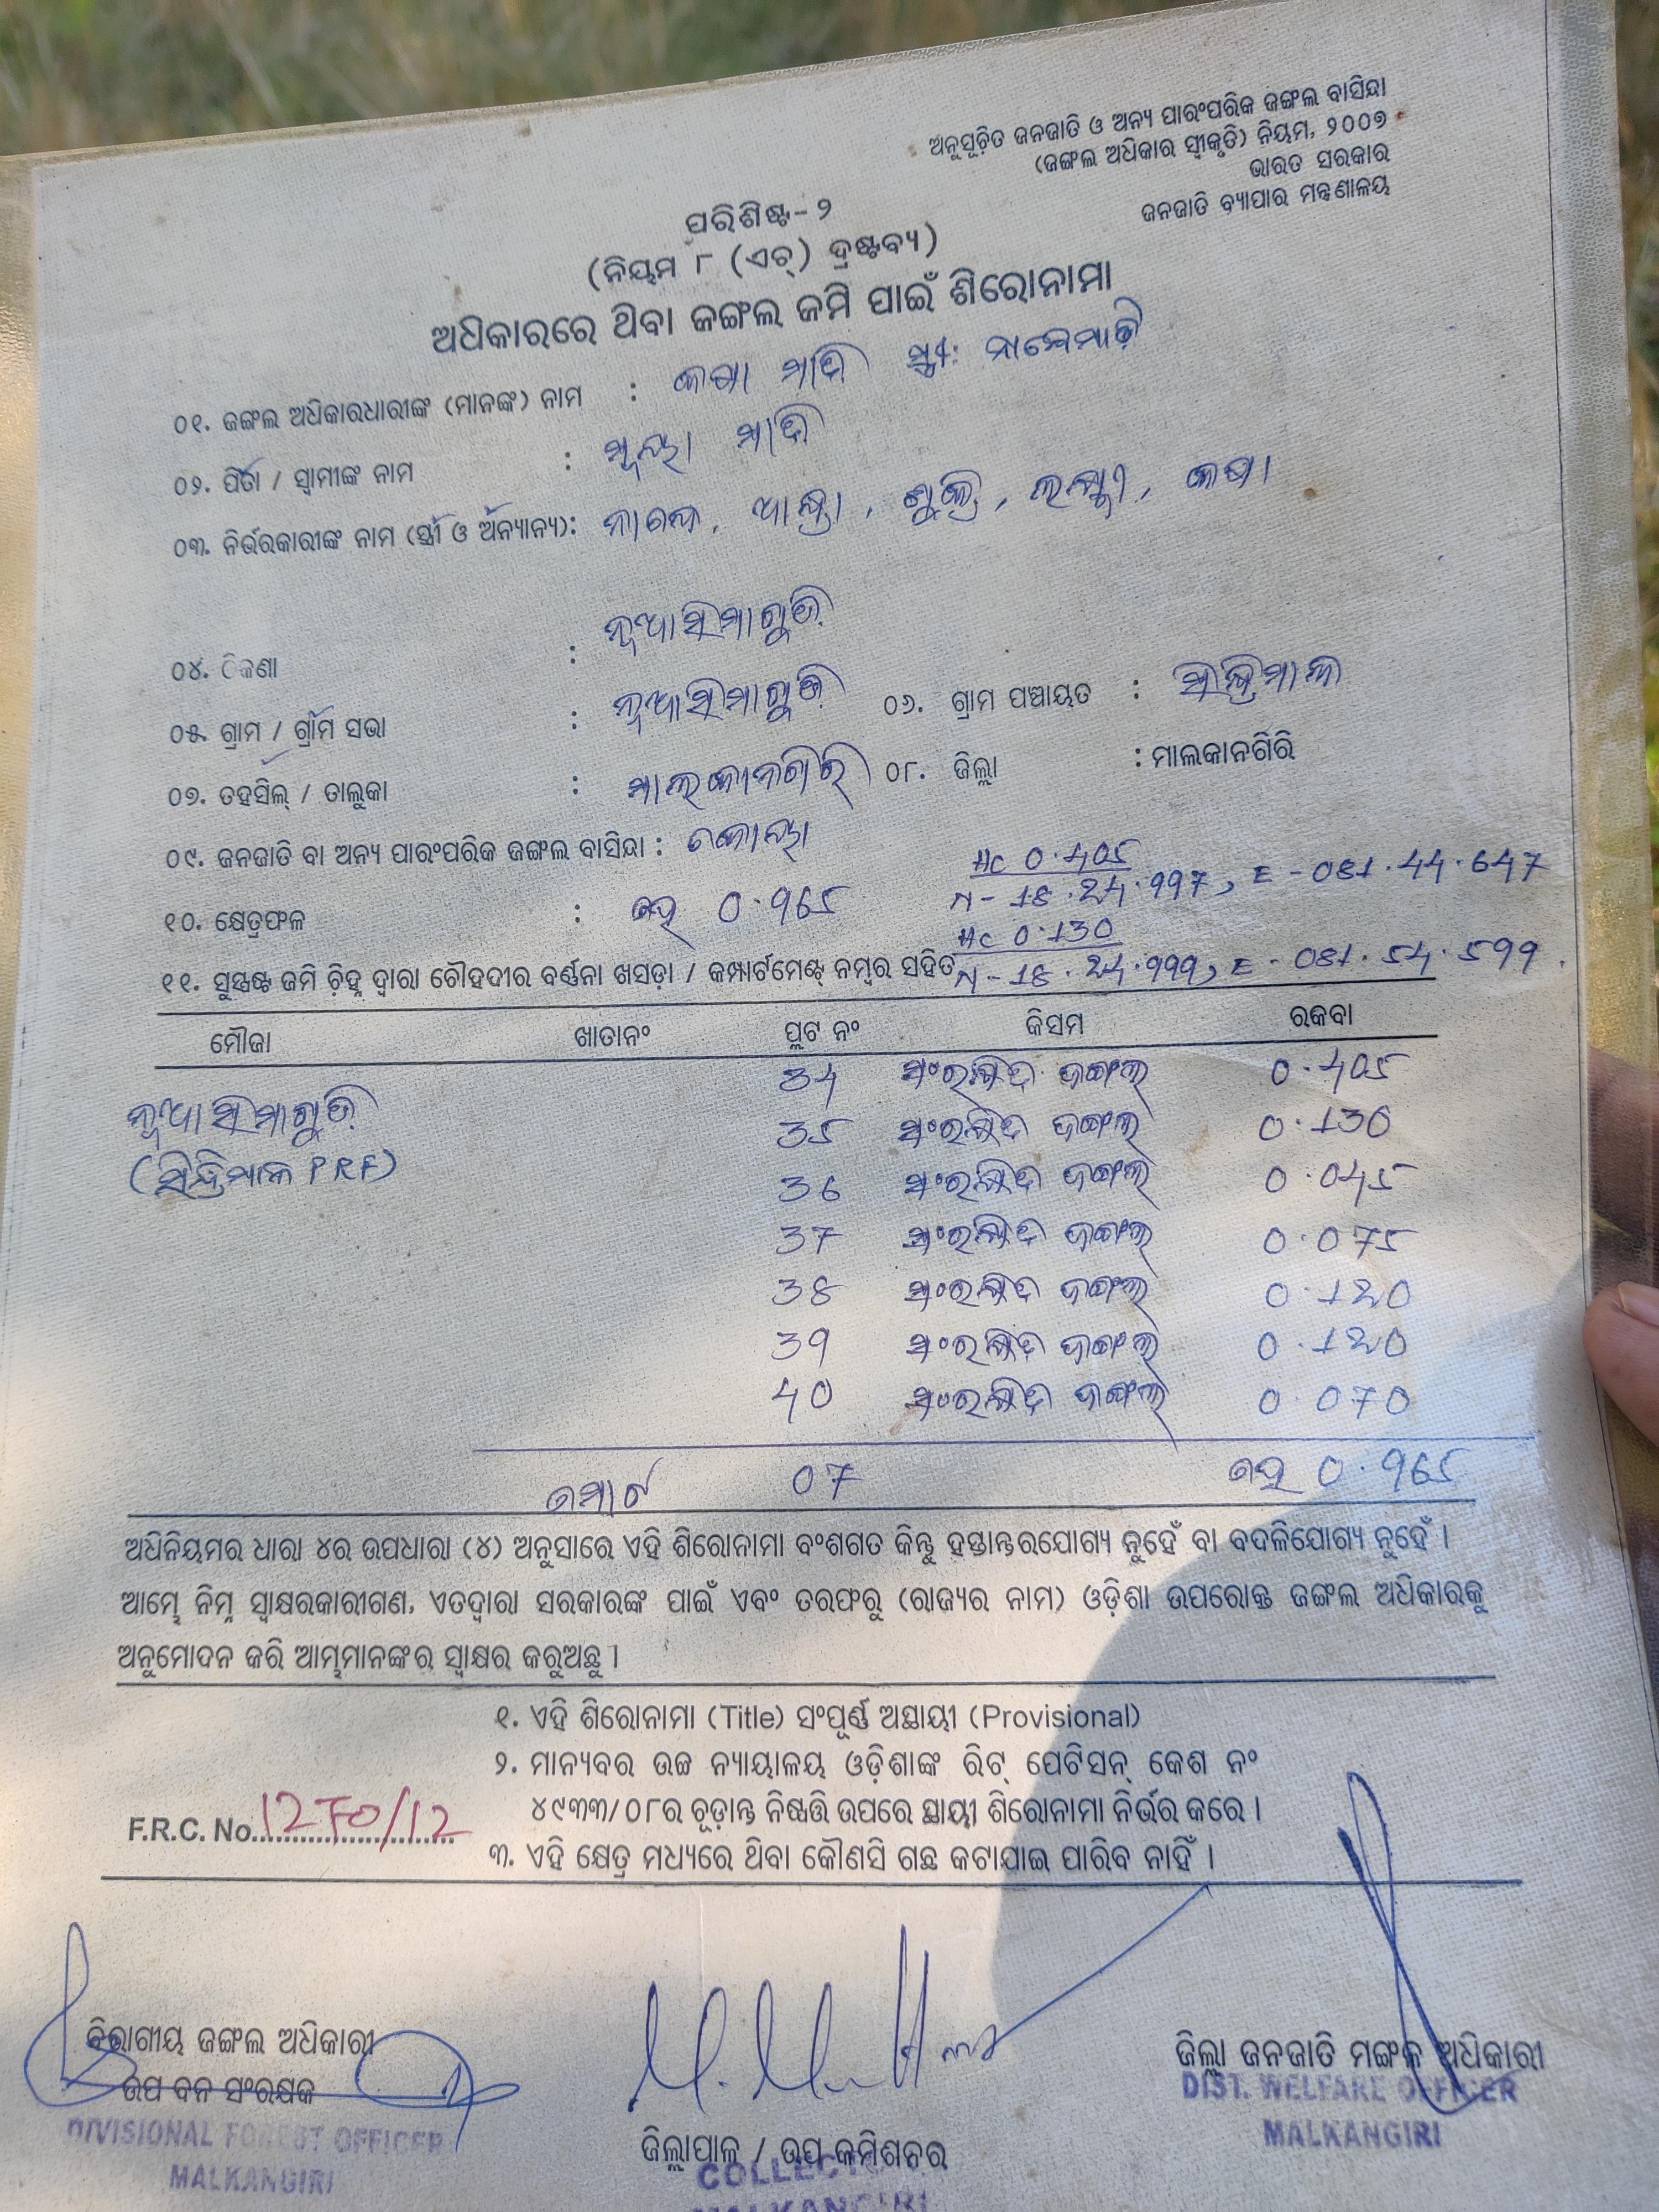 ଅନୁସୂଚିତ ଜନଜାତି ଓ ଅନ୍ୟ ପାରଂପରିକ ଜଙ୍ଗଲ ବାସିନ୍ଦା
(ଜଙ୍ଗଲ ଅଧିକାର ସ୍ୱୀକୃତି) ନିୟମ, ୨୦୦୭
ଭାରତ ସରକାର
ଜନଜାତି ବ୍ୟାପାର ମନ୍ତ୍ରଣାଳୟ
ପରିଶିଷ୍ଟ-୨
(ନିୟମ ୮ (ଏଚ୍) ଦ୍ରଷ୍ଟବ୍ୟ)
ଅଧିକାରରେ ଥିବା ଜଙ୍ଗଲ ଜମି ପାଇଁ ଶିରୋନାମା
୦୧. ଜଙ୍ଗଲ ଅଧିକାରଧାରୀଙ୍କ (ମାନଙ୍କ) ନାମ :
୦୨. ପିତା / ସ୍ୱାମୀଙ୍କ ନାମ :
୦୩. ନିର୍ଭରକାରୀଙ୍କ ନାମ (ସ୍ତ୍ରୀ ଓ ଅନ୍ୟାନ୍ୟ):
୦୪. ଠିକଣା : ନୂଆସିମାଗୁଡ଼ି
୦୫. ଗ୍ରାମ / ଗ୍ରାମ ସଭା : ନୂଆସିମାଗୁଡ଼ି ୦୬. ଗ୍ରାମ ପଞ୍ଚାୟତ : ସିନ୍ଦ୍ରିମାଳ
୦୭. ତହସିଲ୍ / ତାଲୁକା : ମାଲକାନଗିରି ୦୮. ଜିଲ୍ଲା : ମାଲକାନଗିରି
୦୯. ଜନଜାତି ବା ଅନ୍ୟ ପାରଂପରିକ ଜଙ୍ଗଲ ବାସିନ୍ଦା : କୋୟା
Hc 0.405
୧୦. କ୍ଷେତ୍ରଫଳ : ହେ 0.965 N-18.24.997, E-081.44.647
Hc 0.130
୧୧. ସୁସ୍ପଷ୍ଟ ଜମି ଚିହ୍ନ ଦ୍ୱାରା ଚୌହଦୀର ବର୍ଣ୍ଣନା ଖସଡ଼ା / କମ୍ପାର୍ଟମେଣ୍ଟ୍ ନମ୍ବର ସହିତ N-18.24.999, E-081.54.599
ମୌଜା ଖାତାନଂ ପ୍ଲଟ ନଂ କିସମ ରକବା
ନୂଆସିମାଗୁଡ଼ି 34 ସଂରକ୍ଷିତ ଜଙ୍ଗଲ 0.405
(ସିନ୍ଦ୍ରିମାଳ PRF) 35 ସଂରକ୍ଷିତ ଜଙ୍ଗଲ 0.130
36 ସଂରକ୍ଷିତ ଜଙ୍ଗଲ 0.045
37 ସଂରକ୍ଷିତ ଜଙ୍ଗଲ 0.075
38 ସଂରକ୍ଷିତ ଜଙ୍ଗଲ 0.120
39 ସଂରକ୍ଷିତ ଜଙ୍ଗଲ 0.120
40 ସଂରକ୍ଷିତ ଜଙ୍ଗଲ 0.070
ମୋଟ 07 ହେ 0.965
ଅଧିନିୟମର ଧାରା ୪ର ଉପଧାରା (୪) ଅନୁସାରେ ଏହି ଶିରୋନାମା ବଂଶଗତ କିନ୍ତୁ ହସ୍ତାନ୍ତରଯୋଗ୍ୟ ନୁହେଁ ବା ବଦଳିଯୋଗ୍ୟ ନୁହେଁ ।
ଆମ୍ଭେ ନିମ୍ନ ସ୍ୱାକ୍ଷରକାରୀଗଣ, ଏତଦ୍ୱାରା ସରକାରଙ୍କ ପାଇଁ ଏବଂ ତରଫରୁ (ରାଜ୍ୟର ନାମ) ଓଡ଼ିଶା ଉପରୋକ୍ତ ଜଙ୍ଗଲ ଅଧିକାରକୁ
ଅନୁମୋଦନ କରି ଆମ୍ଭମାନଙ୍କର ସ୍ୱାକ୍ଷର କରୁଅଛୁ ।
୧. ଏହି ଶିରୋନାମା (Title) ସଂପୂର୍ଣ୍ଣ ଅସ୍ଥାୟୀ (Provisional)
୨. ମାନ୍ୟବର ଉଚ୍ଚ ନ୍ୟାୟାଳୟ ଓଡ଼ିଶାଙ୍କ ରିଟ୍ ପେଟିସନ୍ କେଶ ନଂ
୪୯୩୩/୦୮ର ଚୂଡ଼ାନ୍ତ ନିଷ୍ପତ୍ତି ଉପରେ ସ୍ଥାୟୀ ଶିରୋନାମା ନିର୍ଭର କରେ ।
F.R.C. No. 1270/12
୩. ଏହି କ୍ଷେତ୍ର ମଧ୍ୟରେ ଥିବା କୌଣସି ଗଛ କଟାଯାଇ ପାରିବ ନାହିଁ ।
ବିଭାଗୀୟ ଜଙ୍ଗଲ ଅଧିକାରୀ
ଉପ ବନ ସଂରକ୍ଷକ
DIVISIONAL FOREST OFFICER
MALKANGIRI
ଜିଲ୍ଲାପାଳ / ଉପ କମିଶନର
COLLECTOR
MALKANGIRI
ଜିଲ୍ଲା ଜନଜାତି ମଙ୍ଗଳ ଅଧିକାରୀ
DIST. WELFARE OFFICER
MALKANGIRI